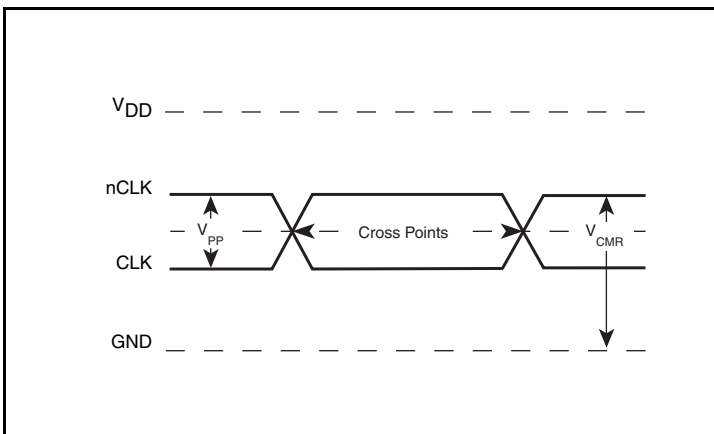 VDD
nCLK
VPP
Cross Points
VCMR
CLK
GND